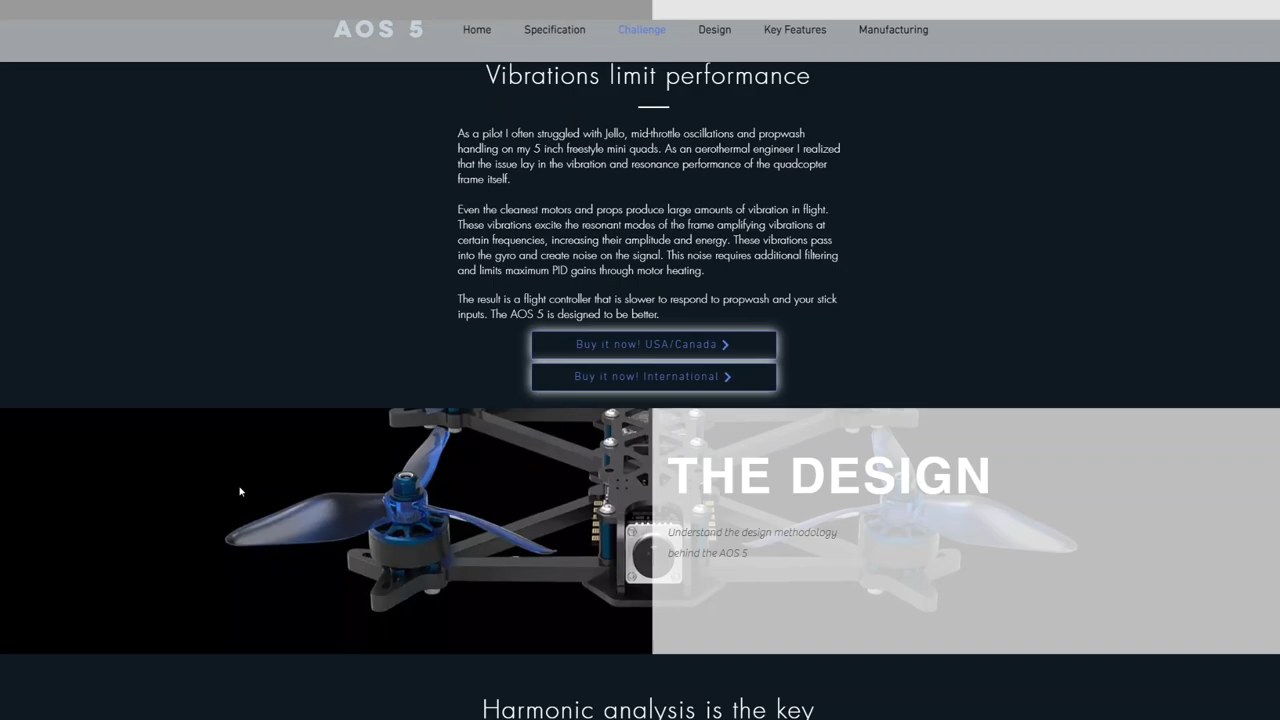 AOS 5
Home Specification Challenge Design Key Features Manufacturing
Vibrations limit performance
As a pilot I often struggled with Jello, mid-throttle oscillations and propwash
handling on my 5 inch freestyle mini quads. As an aerothermal engineer I realized
that the issue lay in the vibration and resonance performance of the quadcopter
frame itself.
Even the cleanest motors and props produce large amounts of vibration in flight.
These vibrations excite the resonant modes of the frame amplifying vibrations at
certain frequencies, increasing their amplitude and energy. These vibrations pass
into the gyro and create noise on the signal. This noise requires additional filtering
and limits maximum PID gains through motor heating.
The result is a flight controller that is slower to respond to propwash and your stick
inputs. The AOS 5 is designed to be better.
Buy it now! USA/Canada
Buy it now! International
THE DESIGN
Understand the design methodology
behind the AOS 5
Harmonic analysis is the key